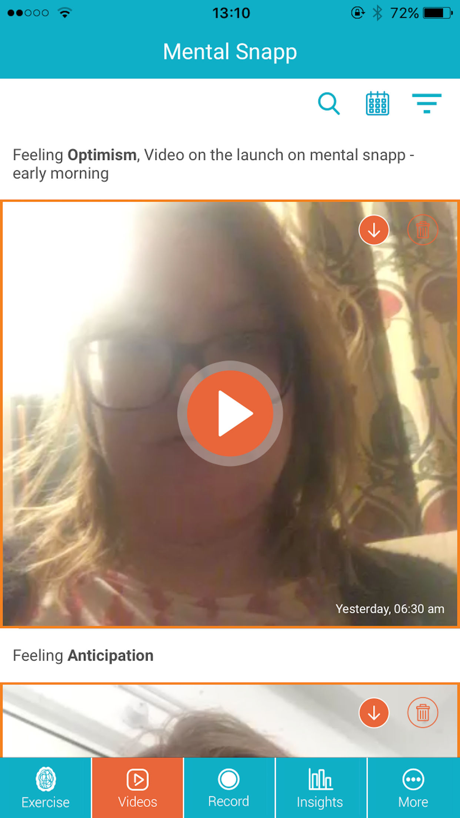 13:10
72%
Mental Snapp
Feeling Optimism, Video on the launch on mental snapp -
early morning
Yesterday, 06:30 am
Feeling Anticipation
Exercise
Videos
Record
Insights
More